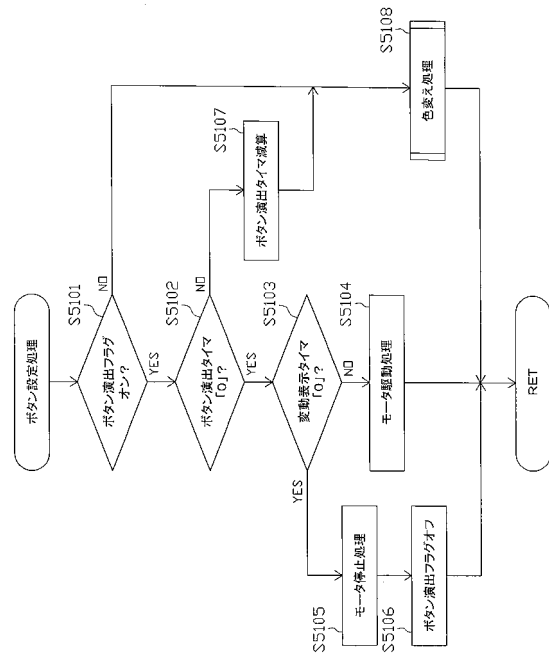 ボタン設定処理
S5101
ボタン演出フラグ
オン?
NO
YES
S5102
ボタン演出タイマ
「0」?
NO
YES
S5107
ボタン演出タイマ減算
S5103
変動表示タイマ
「0」?
YES
NO
S5108
色変え処理
S5104
モータ駆動処理
S5105
モータ停止処理
S5106
ボタン演出フラグオフ
RET